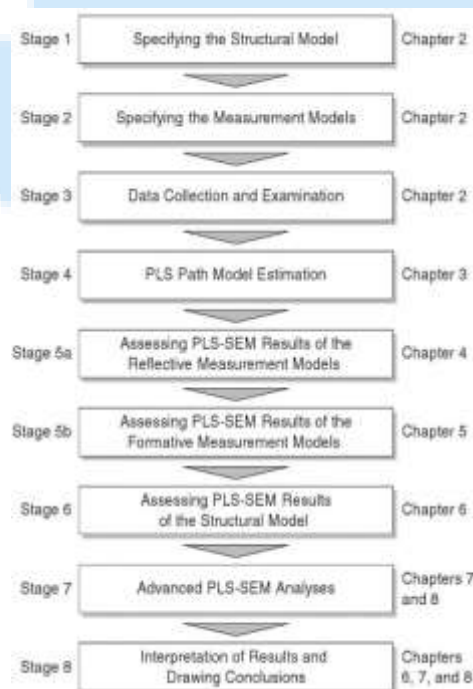 Stage 1 Specifying the Structural Model Chapter 2
Stage 2 Specifying the Measurement Models Chapter 2
Stage 3 Data Collection and Examination Chapter 2
Stage 4 PLS Path Model Estimation Chapter 3
Stage 5a Assessing PLS-SEM Results of the
Reflective Measurement Models Chapter 4
Stage 5b Assessing PLS-SEM Results of the
Formative Measurement Models Chapter 5
Stage 6 Assessing PLS-SEM Results
of the Structural Model Chapter 6
Stage 7 Advanced PLS-SEM Analyses Chapters 7
and 8
Stage 8 Interpretation of Results and
Drawing Conclusions Chapters
6, 7, and 8